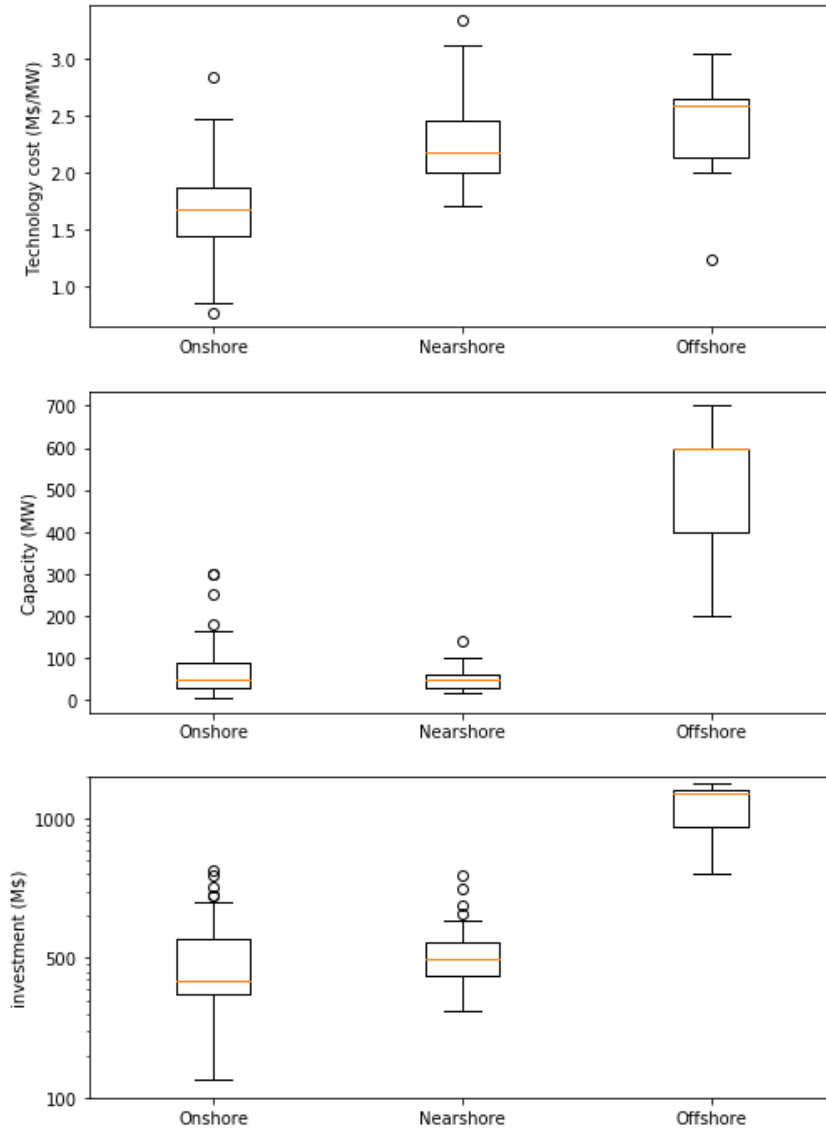 Technology cost (M$/MW)
3.0
2.5
2.0
1.5
1.0
Onshore Nearshore Offshore
Capacity (MW)
700
600
500
400
300
200
100
0
Onshore Nearshore Offshore
investment (M$)
1000
500
100
Onshore Nearshore Offshore